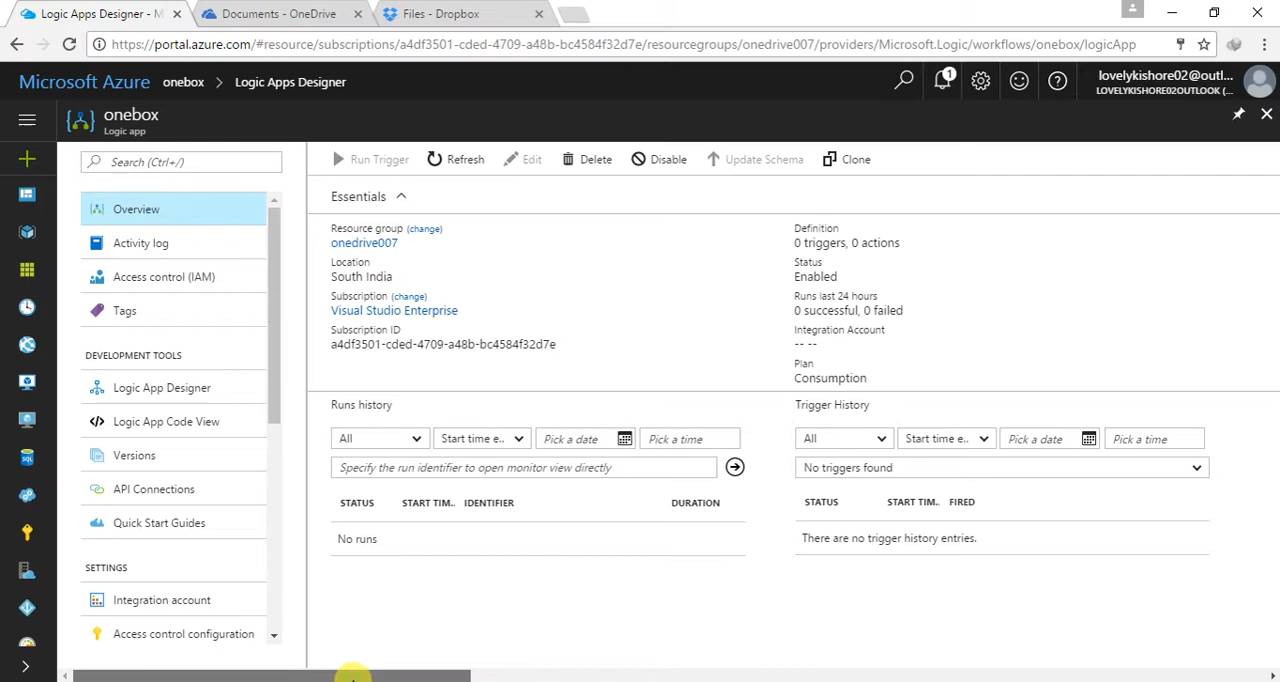 Logic Apps Designer - M
Documents - OneDrive
Files - Dropbox
https://portal.azure.com/#resource/subscriptions/a4df3501-cded-4709-a48b-bc4584f32d7e/resourcegroups/onedrive007/providers/Microsoft.Logic/workflows/onebox/logicApp
Microsoft Azure onebox > Logic Apps Designer
1
lovelykishore02@outl...
LOVELYKISHORE02OUTLOOK (...
onebox
Logic app
Search (Ctrl+/)
Run Trigger Refresh Edit Delete Disable Update Schema Clone
Overview
Activity log
Access control (IAM)
Tags
DEVELOPMENT TOOLS
Logic App Designer
Logic App Code View
Versions
API Connections
Quick Start Guides
SETTINGS
Integration account
Access control configuration
Essentials
Resource group (change)
onedrive007
Location
South India
Subscription (change)
Visual Studio Enterprise
Subscription ID
a4df3501-cded-4709-a48b-bc4584f32d7e
Definition
0 triggers, 0 actions
Status
Enabled
Runs last 24 hours
0 successful, 0 failed
Integration Account
-- --
Plan
Consumption
Runs history
All Start time e.. Pick a date Pick a time
Specify the run identifier to open monitor view directly
STATUS START TIM.. IDENTIFIER DURATION
No runs
Trigger History
All Start time e.. Pick a date Pick a time
No triggers found
STATUS START TIM.. FIRED
There are no trigger history entries.
SQL